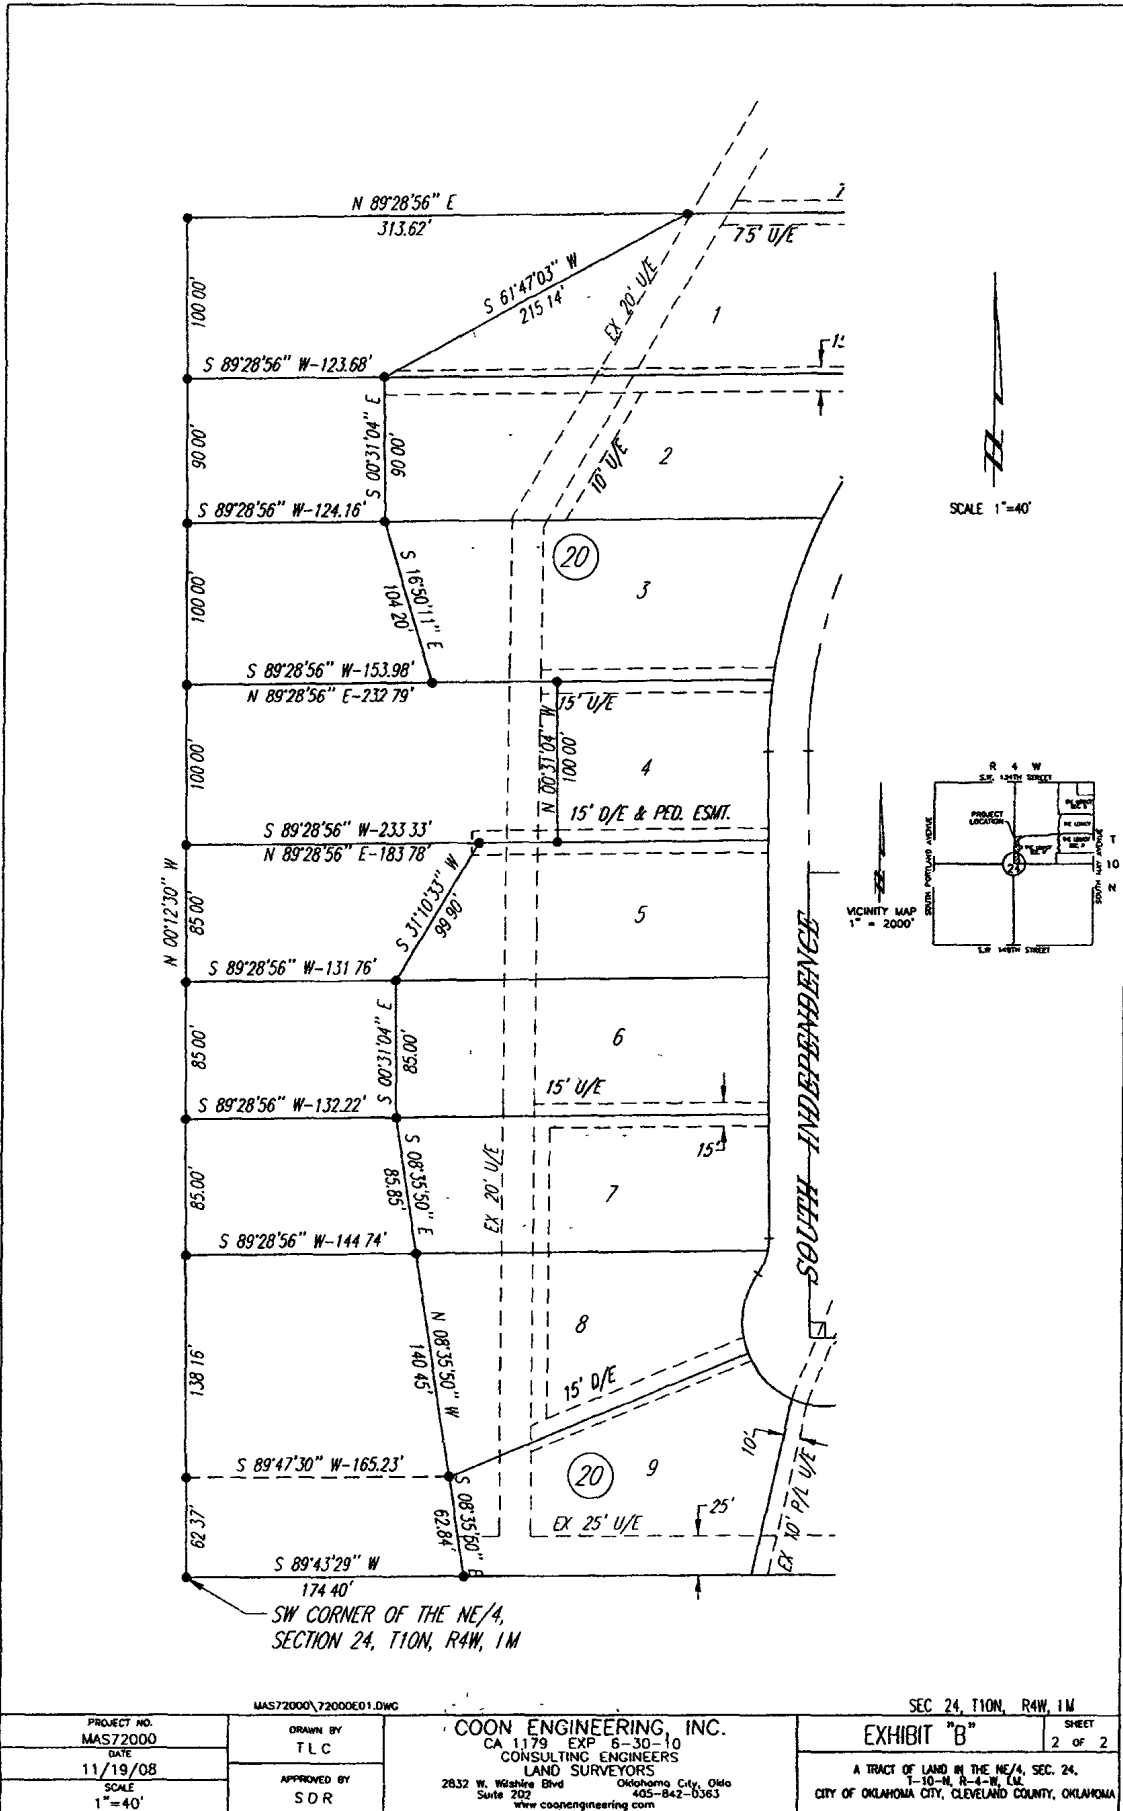 N 89°28'56" E
313.62'
7
75' U/E
S 61°47'03" W
215 14'
EX 20' U/E
100 00'
1
15'
S 89°28'56" W-123.68'
S 00°31'04" E
90 00'
90 00'
2
10' U/E
SCALE 1"=40'
S 89°28'56" W-124.16'
20
S 16°50'11" E
104 20'
100 00'
3
S 89°28'56" W-153.98'
N 89°28'56" E-232 79'
15' U/E
100 00'
N 00°31'04" W
100 00'
4
15' D/E & PED. ESMT.
S 89°28'56" W-233 33'
N 89°28'56" E-183 78'
R 4 W
S.W. 134TH STREET
PROJECT
LOCATION
SOUTH PORTLAND AVENUE
SOUTH MAY AVENUE
T
10
N
24
S.W. 149TH STREET
VICINITY MAP
1" = 2000'
N 00°12'30" W
85 00'
S 31°10'33" W
99 90'
5
SOUTH INDEPENDENCE
S 89°28'56" W-131 76'
85 00'
S 00°31'04" E
85.00'
6
15' U/E
S 89°28'56" W-132.22'
15'
85.00'
S 08°35'50" E
85.85'
EX 20' U/E
7
S 89°28'56" W-144 74'
138 16'
N 08°35'50" W
140 45'
8
15' D/E
S 89°47'30" W-165.23'
20
9
10'
EX 10' P/L U/E
62 37'
S 08°35'50" E
62.84'
EX 25' U/E
25'
S 89°43'29" W
174 40'
SW CORNER OF THE NE/4,
SECTION 24, T10N, R4W, I M
MAS72000\72000E01.DWG
SEC 24, T10N, R4W, I M
PROJECT NO.
MAS72000
DATE
11/19/08
SCALE
1"=40'
DRAWN BY
T L C
APPROVED BY
S D R
COON ENGINEERING, INC.
CA 1179 EXP 6-30-10
CONSULTING ENGINEERS
LAND SURVEYORS
2832 W. Wilshire Blvd Oklahoma City, Okla
Suite 202 405-842-0363
www coonengineering com
EXHIBIT "B"
SHEET
2 OF 2
A TRACT OF LAND IN THE NE/4, SEC. 24,
T-10-N, R-4-W, I.M.
CITY OF OKLAHOMA CITY, CLEVELAND COUNTY, OKLAHOMA